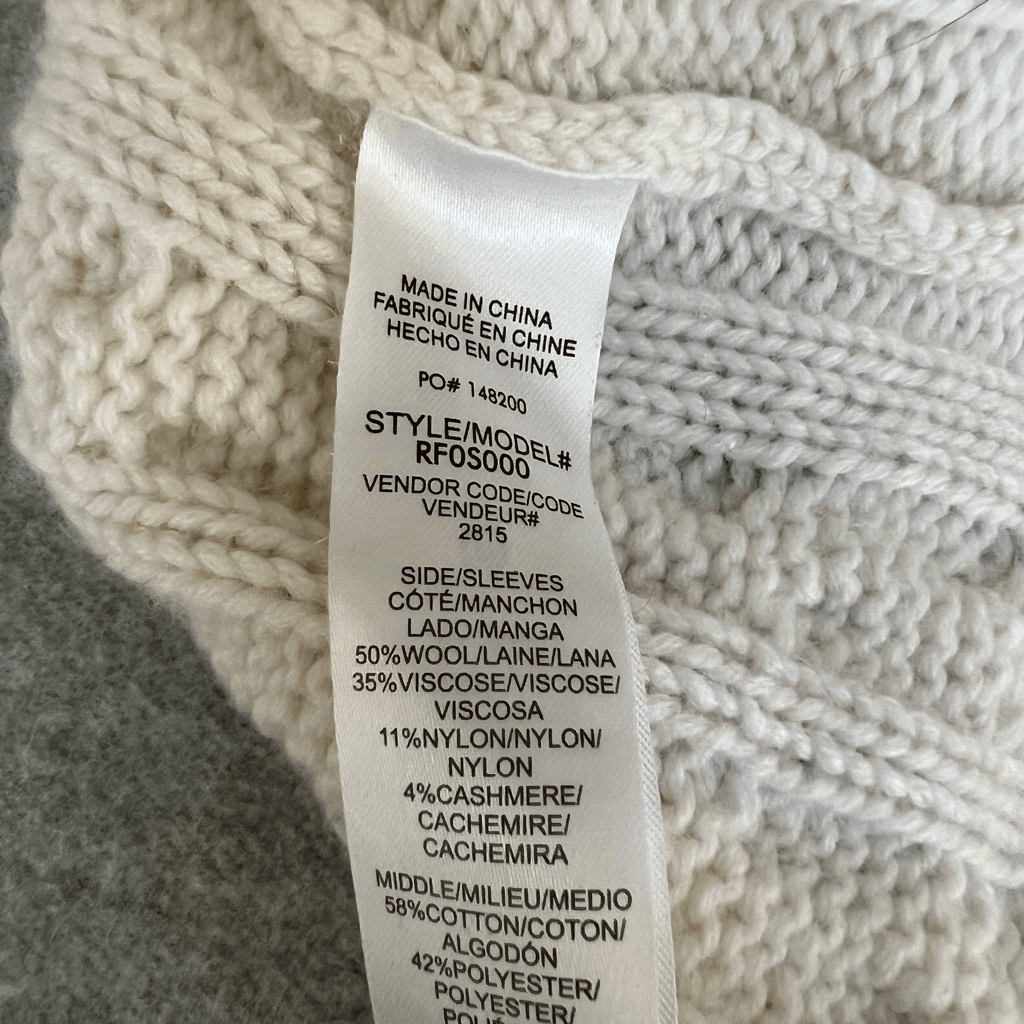 MADE IN CHINA
FABRIQUÉ EN CHINE
HECHO EN CHINA
PO# 148200
STYLE/MODEL#
RF0S000
VENDOR CODE/CODE
VENDEUR#
2815
SIDE/SLEEVES
CÓTÉ/MANCHON
LADO/MANGA
50%WOOL/LAINE/LANA
35%VISCOSE/VISCOSE/
VISCOSA
11%NYLON/NYLON/
NYLON
4%CASHMERE/
CACHEMIRE/
CACHEMIRA
MIDDLE/MILIEU/MEDIO
58%COTTON/COTON/
ALGODÓN
42%POLYESTER/
POLYESTER/